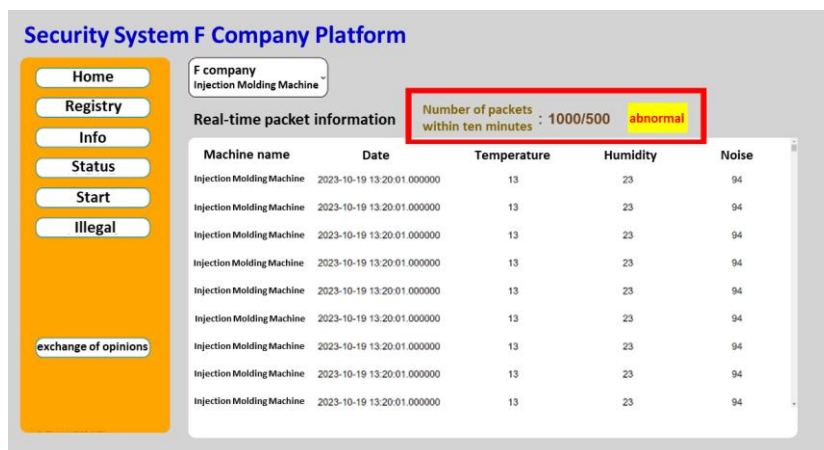 Security System F Company Platform
Home
Registry
Info
Status
Start
Illegal
exchange of opinions
F company
Injection Molding Machine
Real-time packet information
Number of packets
within ten minutes : 1000/500 abnormal
Machine name Date Temperature Humidity Noise
Injection Molding Machine 2023-10-19 13:20:01.000000 13 23 94
Injection Molding Machine 2023-10-19 13:20:01.000000 13 23 94
Injection Molding Machine 2023-10-19 13:20:01.000000 13 23 94
Injection Molding Machine 2023-10-19 13:20:01.000000 13 23 94
Injection Molding Machine 2023-10-19 13:20:01.000000 13 23 94
Injection Molding Machine 2023-10-19 13:20:01.000000 13 23 94
Injection Molding Machine 2023-10-19 13:20:01.000000 13 23 94
Injection Molding Machine 2023-10-19 13:20:01.000000 13 23 94
Injection Molding Machine 2023-10-19 13:20:01.000000 13 23 94